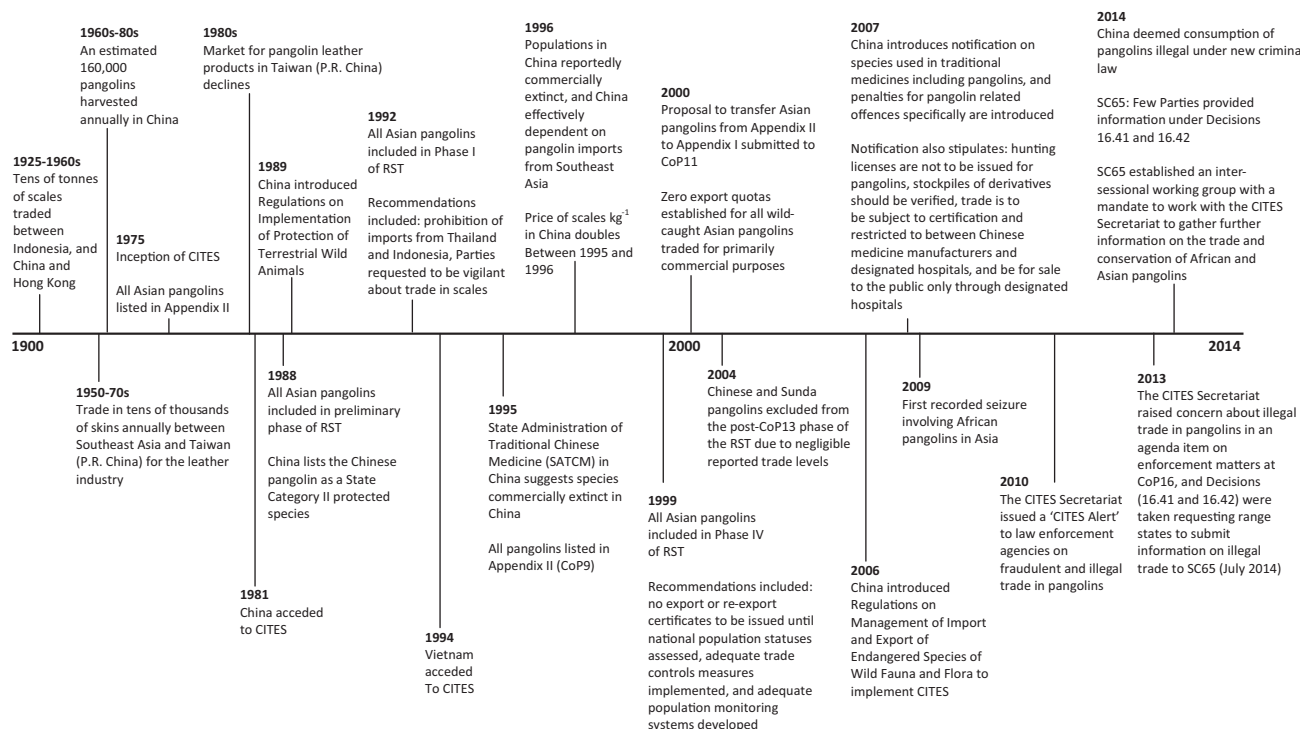 1960s-80s
An estimated
160,000
pangolins
harvested
annually in China
1980s
Market for pangolin leather
products in Taiwan (P.R. China)
declines
1996
Populations in
China reportedly
commercially
extinct, and China
effectively
dependent on
pangolin imports
from Southeast
Asia
Price of scales kg-1
in China doubles
Between 1995 and
1996
2007
China introduces notification on
species used in traditional
medicines including pangolins, and
penalties for pangolin related
offences specifically are introduced
Notification also stipulates: hunting
licenses are not to be issued for
pangolins, stockpiles of derivatives
should be verified, trade is to
be subject to certification and
restricted to between Chinese
medicine manufacturers and
designated hospitals, and be for sale
to the public only through designated
hospitals
2014
China deemed consumption of
pangolins illegal under new criminal
law
SC65: Few Parties provided
information under Decisions
16.41 and 16.42
SC65 established an inter-
sessional working group with a
mandate to work with the CITES
Secretariat to gather further
information on the trade and
conservation of African and
Asian pangolins
1925-1960s
Tens of tonnes
of scales
traded
between
Indonesia, and
China and
Hong Kong
1975
Inception of CITES
All Asian pangolins
listed in Appendix II
1989
China introduced
Regulations on
Implementation
of Protection of
Terrestrial Wild
Animals
1992
All Asian pangolins
included in Phase I
of RST
Recommendations
included: prohibition of
imports from Thailand
and Indonesia, Parties
requested to be vigilant
about trade in scales
2000
Proposal to transfer Asian
pangolins from Appendix II
to Appendix I submitted to
CoP11
Zero export quotas
established for all wild-
caught Asian pangolins
traded for primarily
commercial purposes
1900
2000
2014
1950-70s
Trade in tens of thousands
of skins annually between
Southeast Asia and Taiwan
(P.R. China) for the leather
industry
1981
China acceded
to CITES
1988
All Asian pangolins
included in preliminary
phase of RST
China lists the Chinese
pangolin as a State
Category II protected
species
1994
Vietnam
acceded
To CITES
1995
State Administration of
Traditional Chinese
Medicine (SATCM) in
China suggests species
commercially extinct in
China
All pangolins listed in
Appendix II (CoP9)
1999
All Asian pangolins
included in Phase IV
of RST
Recommendations included:
no export or re-export
certificates to be issued until
national population statuses
assessed, adequate trade
controls measures
implemented, and adequate
population monitoring
systems developed
2004
Chinese and Sunda
pangolins excluded from
the post-CoP13 phase of
the RST due to negligible
reported trade levels
2006
China introduced
Regulations on
Management of Import
and Export of
Endangered Species of
Wild Fauna and Flora to
implement CITES
2009
First recorded seizure
involving African
pangolins in Asia
2010
The CITES Secretariat
issued a ‘CITES Alert’
to law enforcement
agencies on
fraudulent and illegal
trade in pangolins
2013
The CITES Secretariat
raised concern about illegal
trade in pangolins in an
agenda item on
enforcement matters at
CoP16, and Decisions
(16.41 and 16.42) were
taken requesting range
states to submit
information on illegal
trade to SC65 (July 2014)